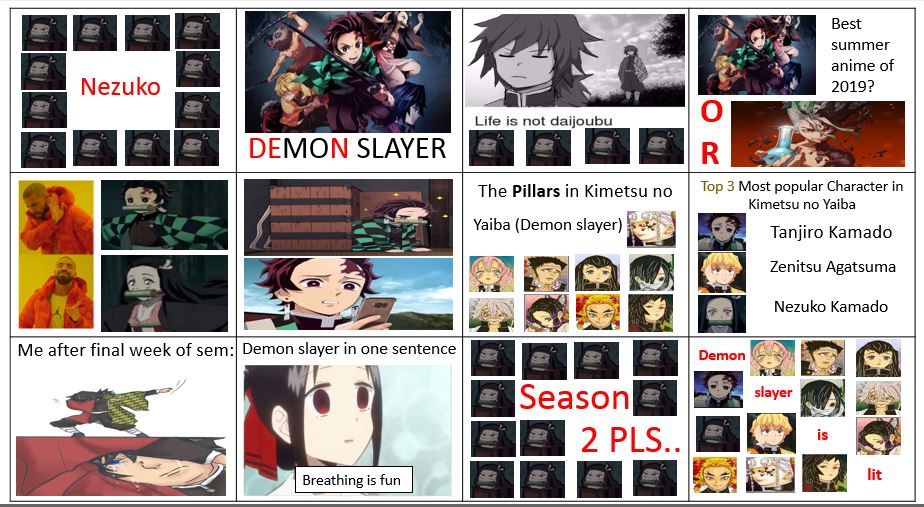 Nezuko
DEMON SLAYER
Life is not daijoubu
Best
summer
anime of
2019?
O
R
The Pillars in Kimetsu no
Yaiba (Demon slayer)
Top 3 Most popular Character in
Kimetsu no Yaiba
Tanjiro Kamado
Zenitsu Agatsuma
Nezuko Kamado
Me after final week of sem:
Demon slayer in one sentence
Breathing is fun
Season
2 PLS..
Demon
slayer
is
lit